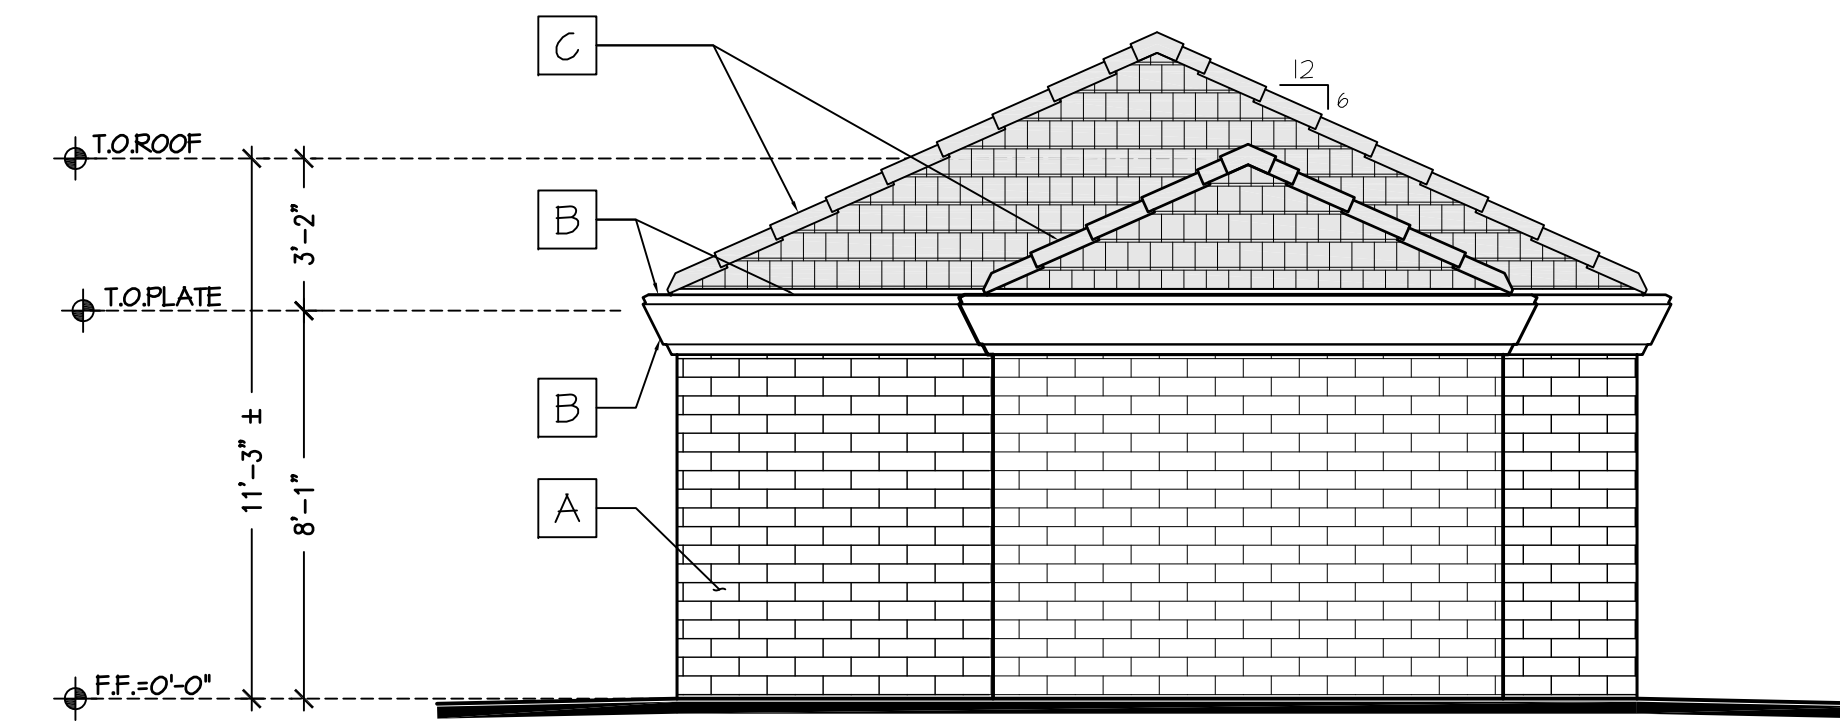 C
12
6
T.O.ROOF
B
3'-2"
T.O.PLATE
B
11'-3" ±
8'-1"
A
F.F.=0'-0"